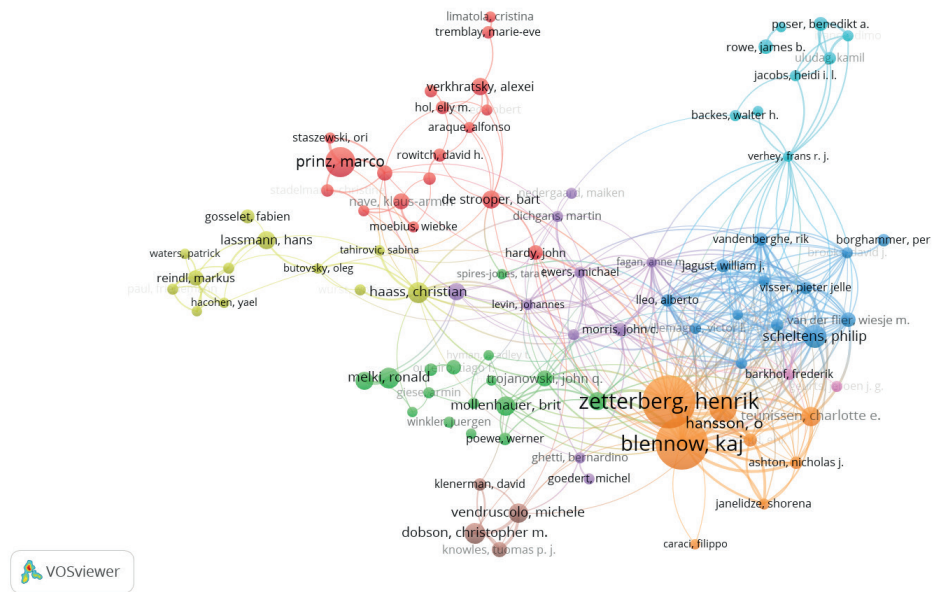 limatola, cristina
poser, benedikt a.
tremblay, marie-eve
rowe, james b.
uludag, kamil
jacobs, heidi i. l.
verkhratsky, alexei
hol, elly m.
backes, walter h.
araque, alfonso
staszewski, ori
rowitch, david h.
prinz, marco
verhey, frans r. j.
nedergaard, maiken
nave, klaus-armin
de strooper, bart
gosselet, fabien
dichgans, martin
moebius, wiebke
lassmann, hans
vandenberghe, rik
borghammer, per
waters, patrick
tahirovic, sabina
hardy, john
fagan, anne m.
butovsky, oleg
spires-jones, tara
ewers, michael
jagust, william j.
reindl, markus
visser, pieter jelle
haass, christian
hacohen, yael
levin, johannes
lleo, alberto
van der flier, wiesje m.
morris, john c.
scheltens, philip
barkhof, frederik
melki, ronald
trojanowski, john q.
giese, armin
mollenhauer, brit
zetterberg, henrik
winkler, juergen
hansson, o
teunissen, charlotte e.
poewe, werner
blennow, kaj
ghetti, bernardino
ashton, nicholas j.
klenerman, david
goedert, michel
janelidze, shorena
vendruscolo, michele
dobson, christopher m.
knowles, tuomas p. j.
caraci, filippo
VOSviewer